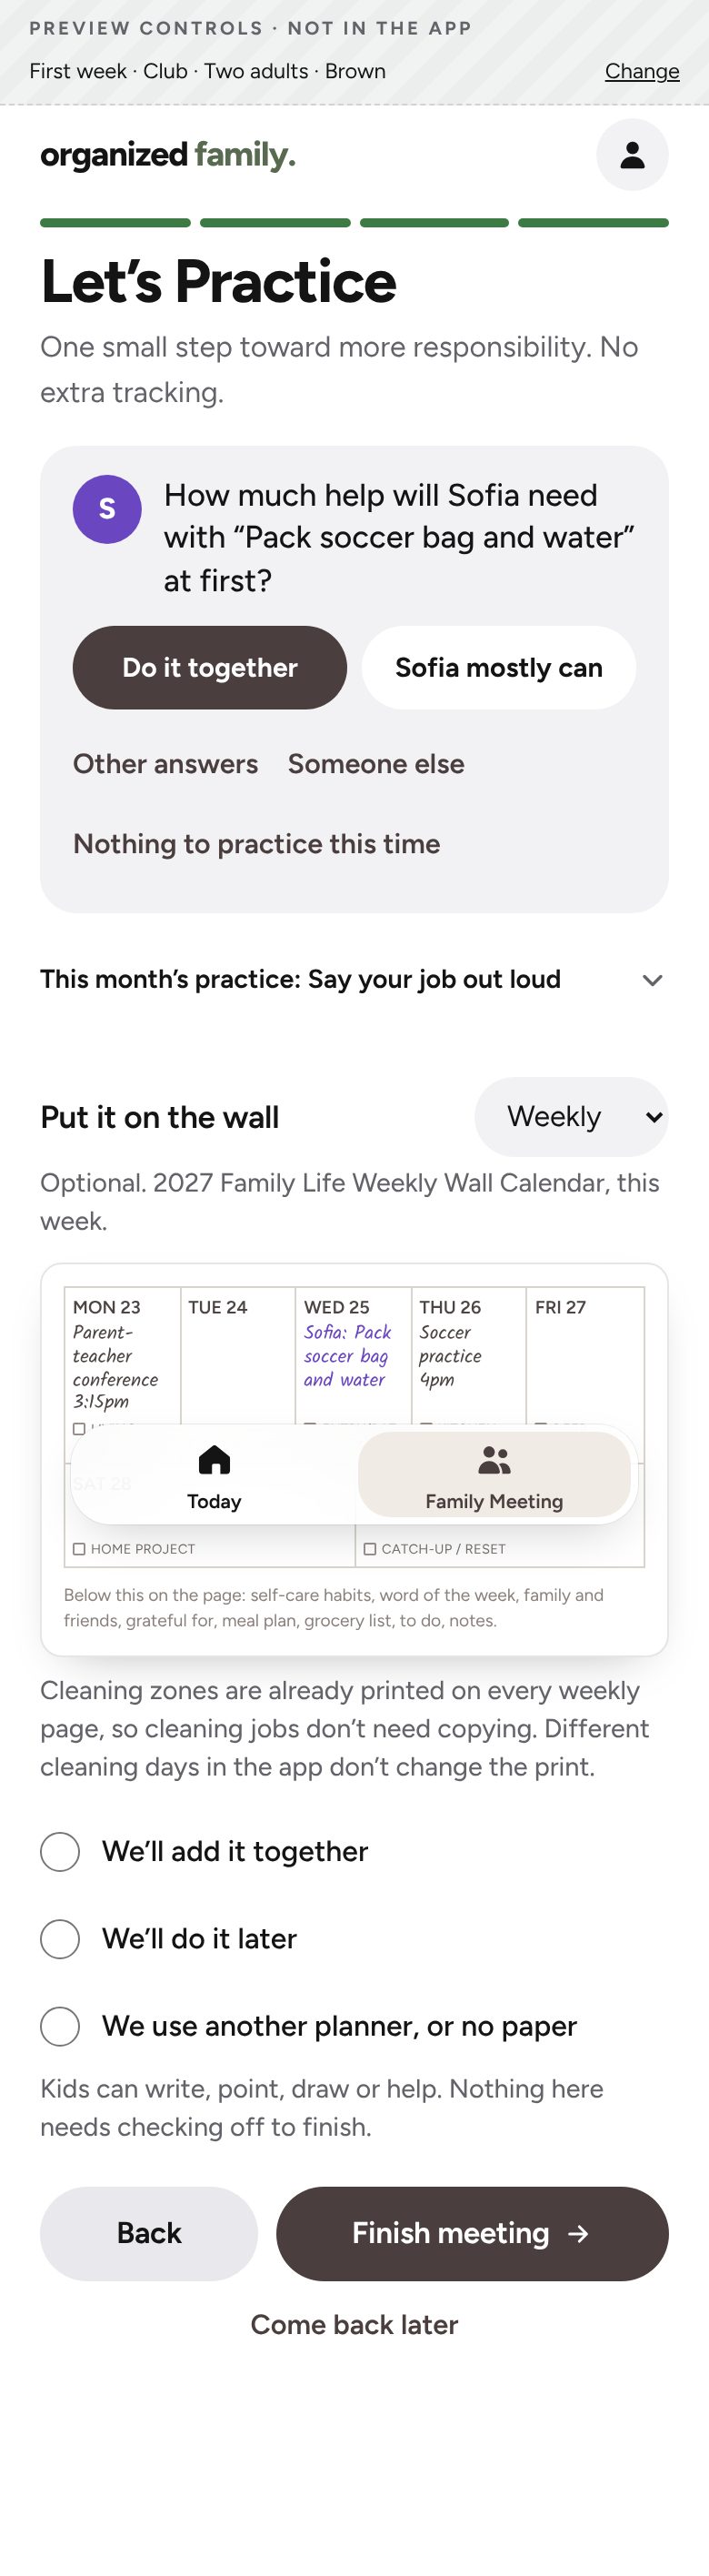 PREVIEW CONTROLS · NOT IN THE APP
First week · Club · Two adults · Brown
Change
organized family.
Let’s Practice
One small step toward more responsibility. No
extra tracking.
S
How much help will Sofia need
with “Pack soccer bag and water”
at first?
Do it together
Sofia mostly can
Other answers
Someone else
Nothing to practice this time
This month’s practice: Say your job out loud
Put it on the wall
Weekly
Optional. 2027 Family Life Weekly Wall Calendar, this
week.
MON 23
Parent-
teacher
conference
3:15pm
TUE 24
WED 25
Sofia: Pack
soccer bag
and water
THU 26
Soccer
practice
4pm
FRI 27
SAT 28
Today
Family Meeting
HOME PROJECT
CATCH-UP / RESET
Below this on the page: self-care habits, word of the week, family and
friends, grateful for, meal plan, grocery list, to do, notes.
Cleaning zones are already printed on every weekly
page, so cleaning jobs don’t need copying. Different
cleaning days in the app don’t change the print.
We’ll add it together
We’ll do it later
We use another planner, or no paper
Kids can write, point, draw or help. Nothing here
needs checking off to finish.
Back
Finish meeting →
Come back later